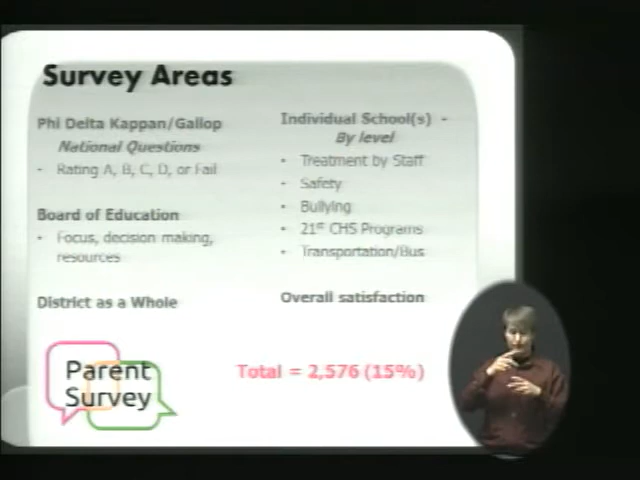 Survey Areas
Phi Delta Kappan/Gallop
National Questions
- Rating A, B, C, D, or Fail
Board of Education
• Focus, decision making,
resources
District as a Whole
Individual School(s) -
By level
• Treatment by Staff
• Safety
• Bullying
• 21st CHS Programs
• Transportation/Bus
Overall satisfaction
Parent
Survey
Total = 2,576 (15%)